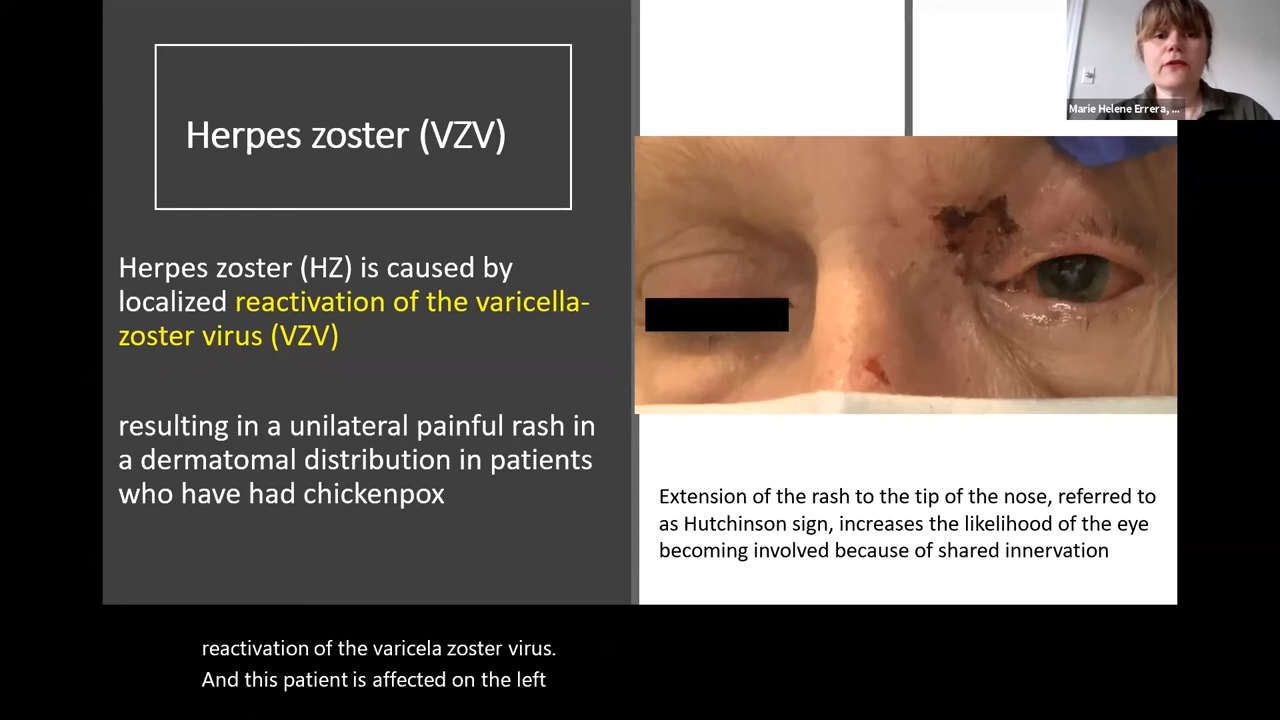 Herpes zoster (VZV)
Herpes zoster (HZ) is caused by
localized reactivation of the varicella-
zoster virus (VZV)
resulting in a unilateral painful rash in
a dermatomal distribution in patients
who have had chickenpox
Marie Helene Errera, ...
Extension of the rash to the tip of the nose, referred to
as Hutchinson sign, increases the likelihood of the eye
becoming involved because of shared innervation
reactivation of the varicela zoster virus.
And this patient is affected on the left